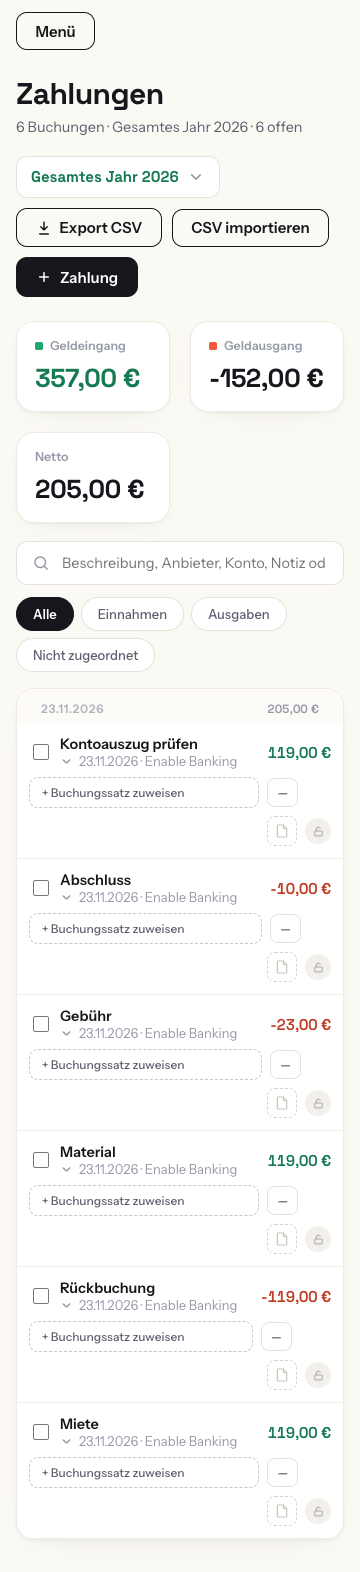 Menü
Zahlungen
6 Buchungen · Gesamtes Jahr 2026 · 6 offen
Gesamtes Jahr 2026
Export CSV
CSV importieren
+ Zahlung
Geldeingang
357,00 €
Geldausgang
-152,00 €
Netto
205,00 €
Beschreibung, Anbieter, Konto, Notiz od
Alle
Einnahmen
Ausgaben
Nicht zugeordnet
23.11.2026 205,00 €
Kontoauszug prüfen
119,00 €
23.11.2026 · Enable Banking
+ Buchungssatz zuweisen
–
Abschluss
-10,00 €
23.11.2026 · Enable Banking
+ Buchungssatz zuweisen
–
Gebühr
-23,00 €
23.11.2026 · Enable Banking
+ Buchungssatz zuweisen
–
Material
119,00 €
23.11.2026 · Enable Banking
+ Buchungssatz zuweisen
–
Rückbuchung
-119,00 €
23.11.2026 · Enable Banking
+ Buchungssatz zuweisen
–
Miete
119,00 €
23.11.2026 · Enable Banking
+ Buchungssatz zuweisen
–